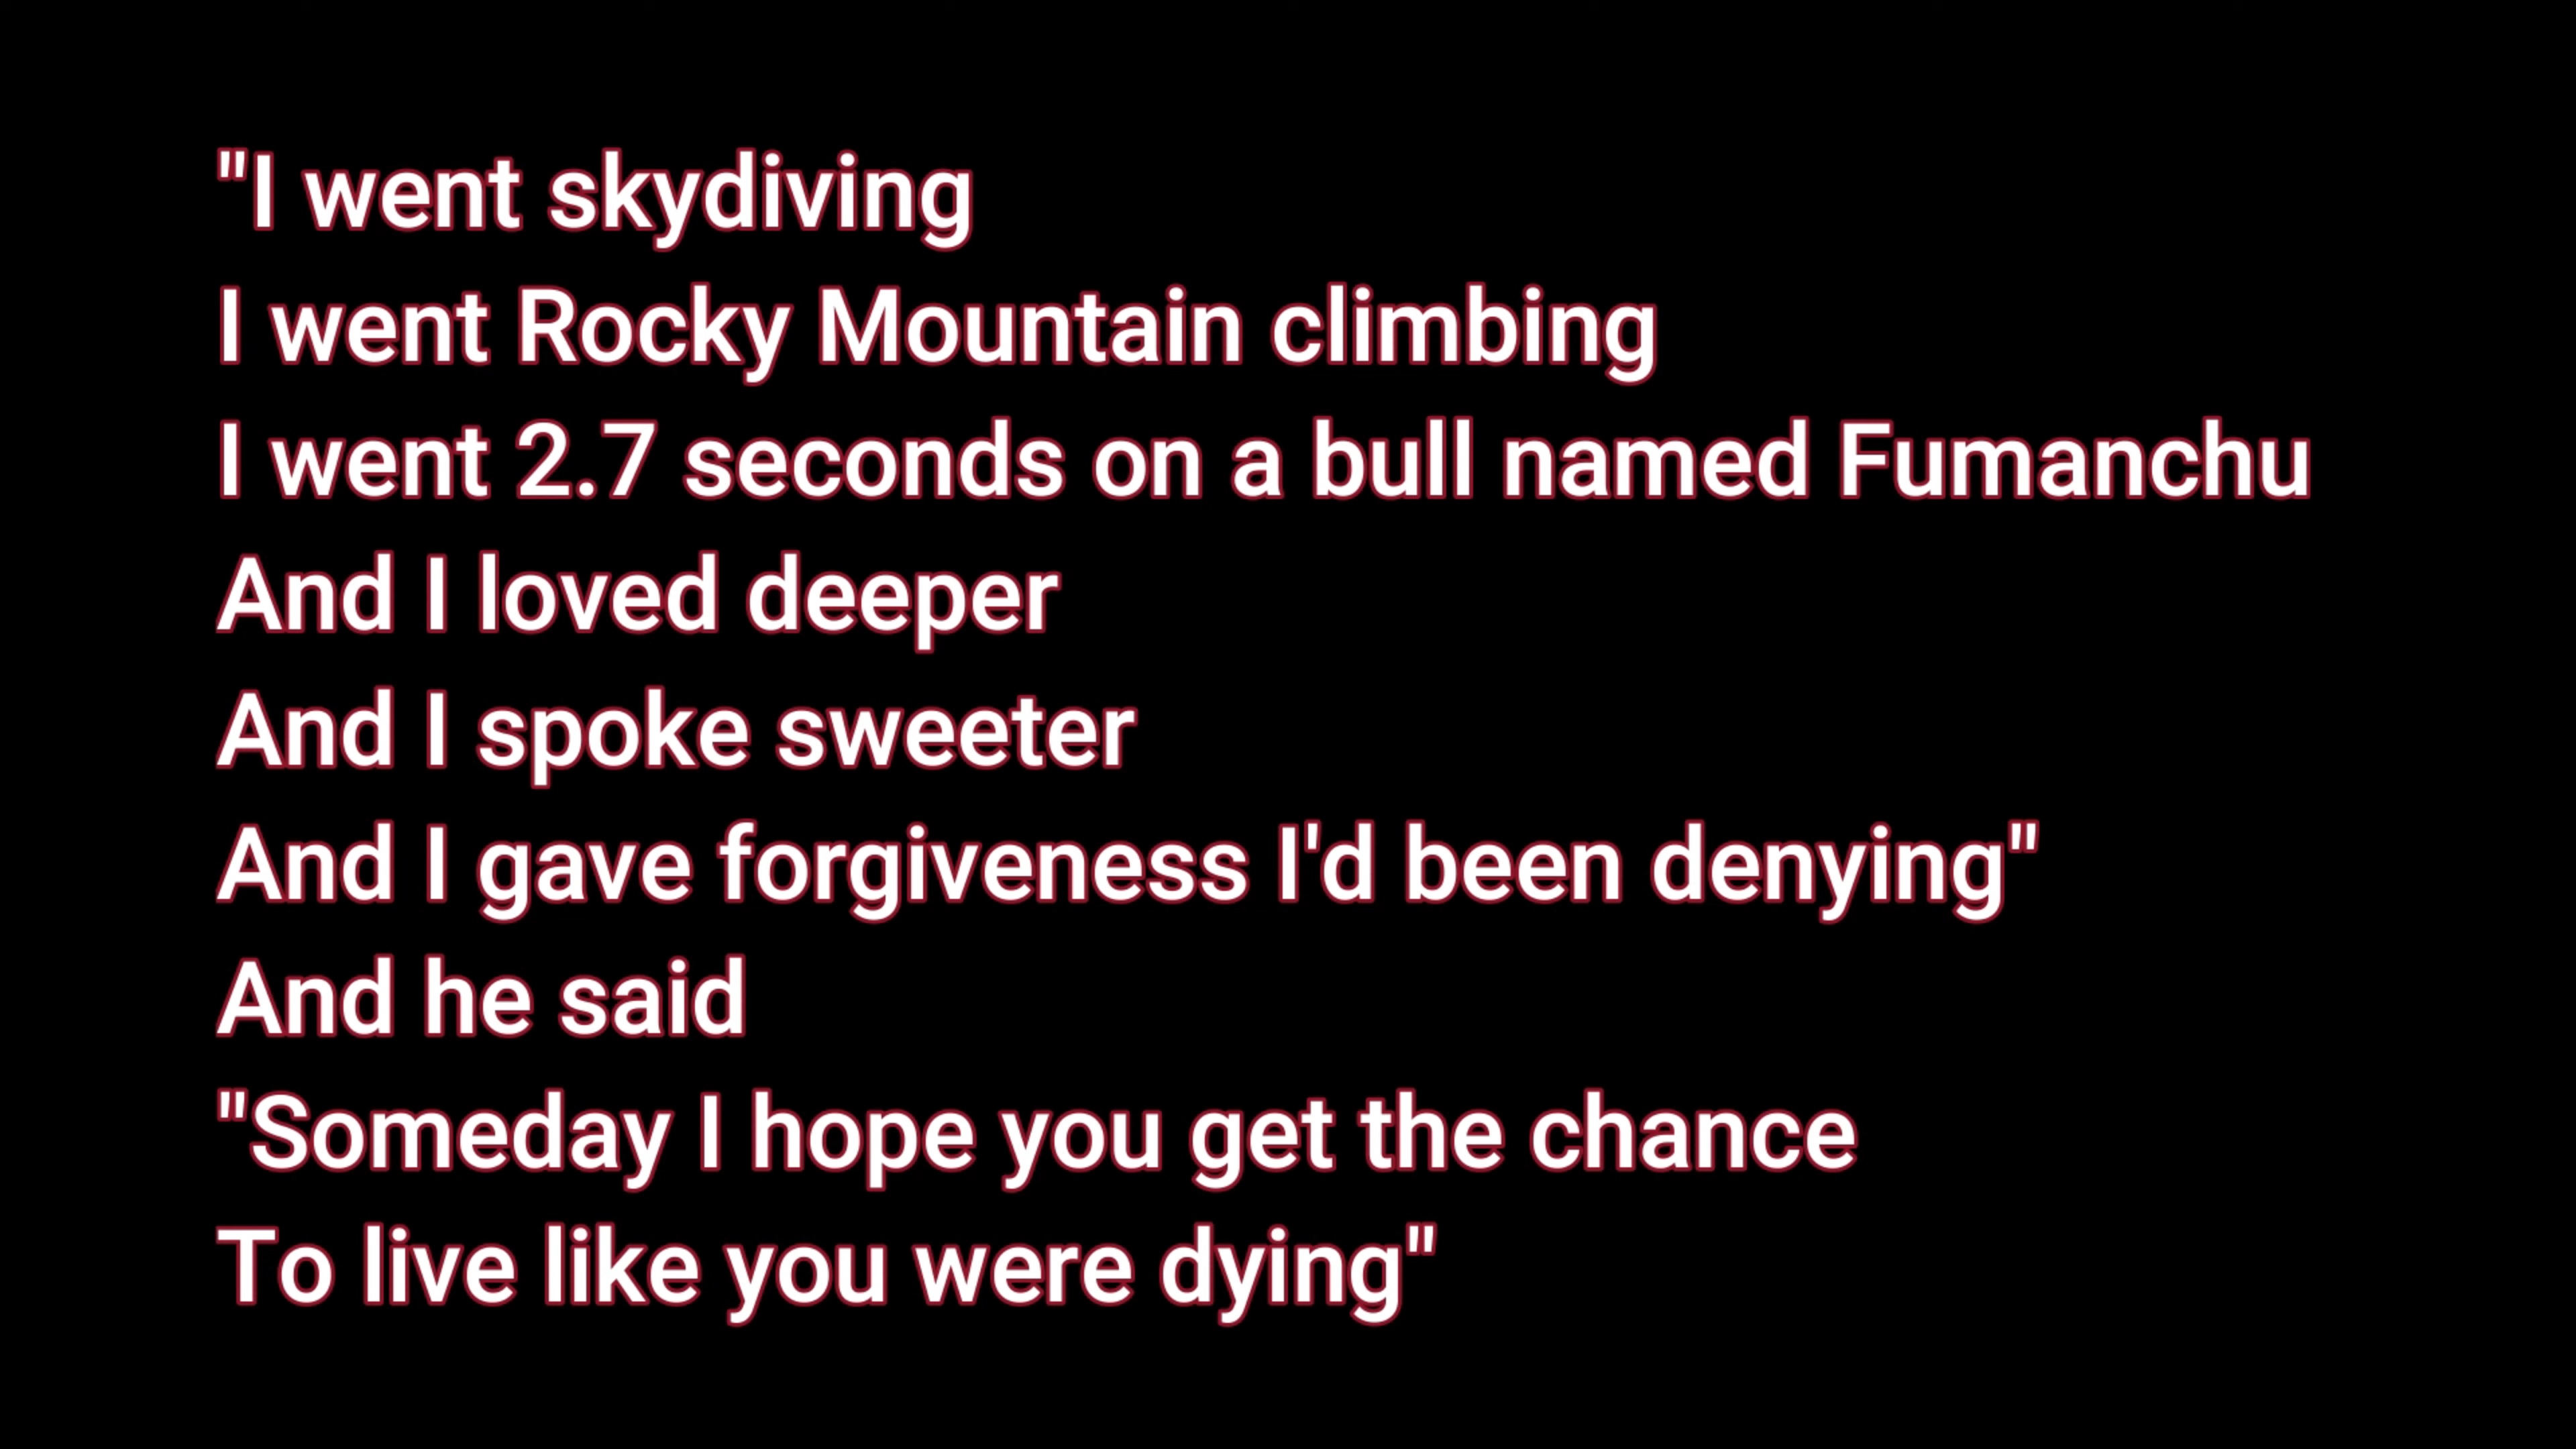 "I went skydiving
I went Rocky Mountain climbing
I went 2.7 seconds on a bull named Fumanchu
And I loved deeper
And I spoke sweeter
And I gave forgiveness I'd been denying"
And he said
"Someday I hope you get the chance
To live like you were dying"